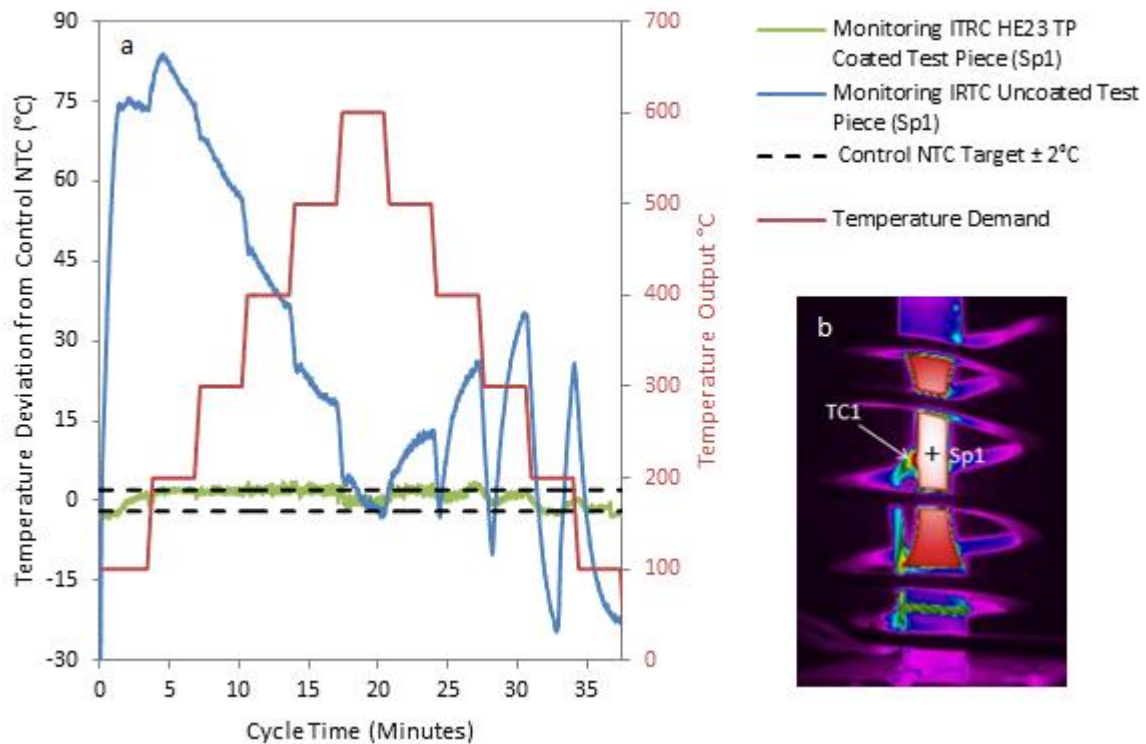 a
Temperature Deviation from Control NTC (°C)
90
75
60
45
30
15
0
-15
-30
0
5
10
15
20
25
30
35
Cycle Time (Minutes)
700
600
500
400
300
200
100
0
Temperature Output °C
Monitoring ITRC HE23 TP
Coated Test Piece (Sp1)
Monitoring IRTC Uncoated Test
Piece (Sp1)
Control NTC Target ± 2°C
Temperature Demand
b
TC1
Sp1